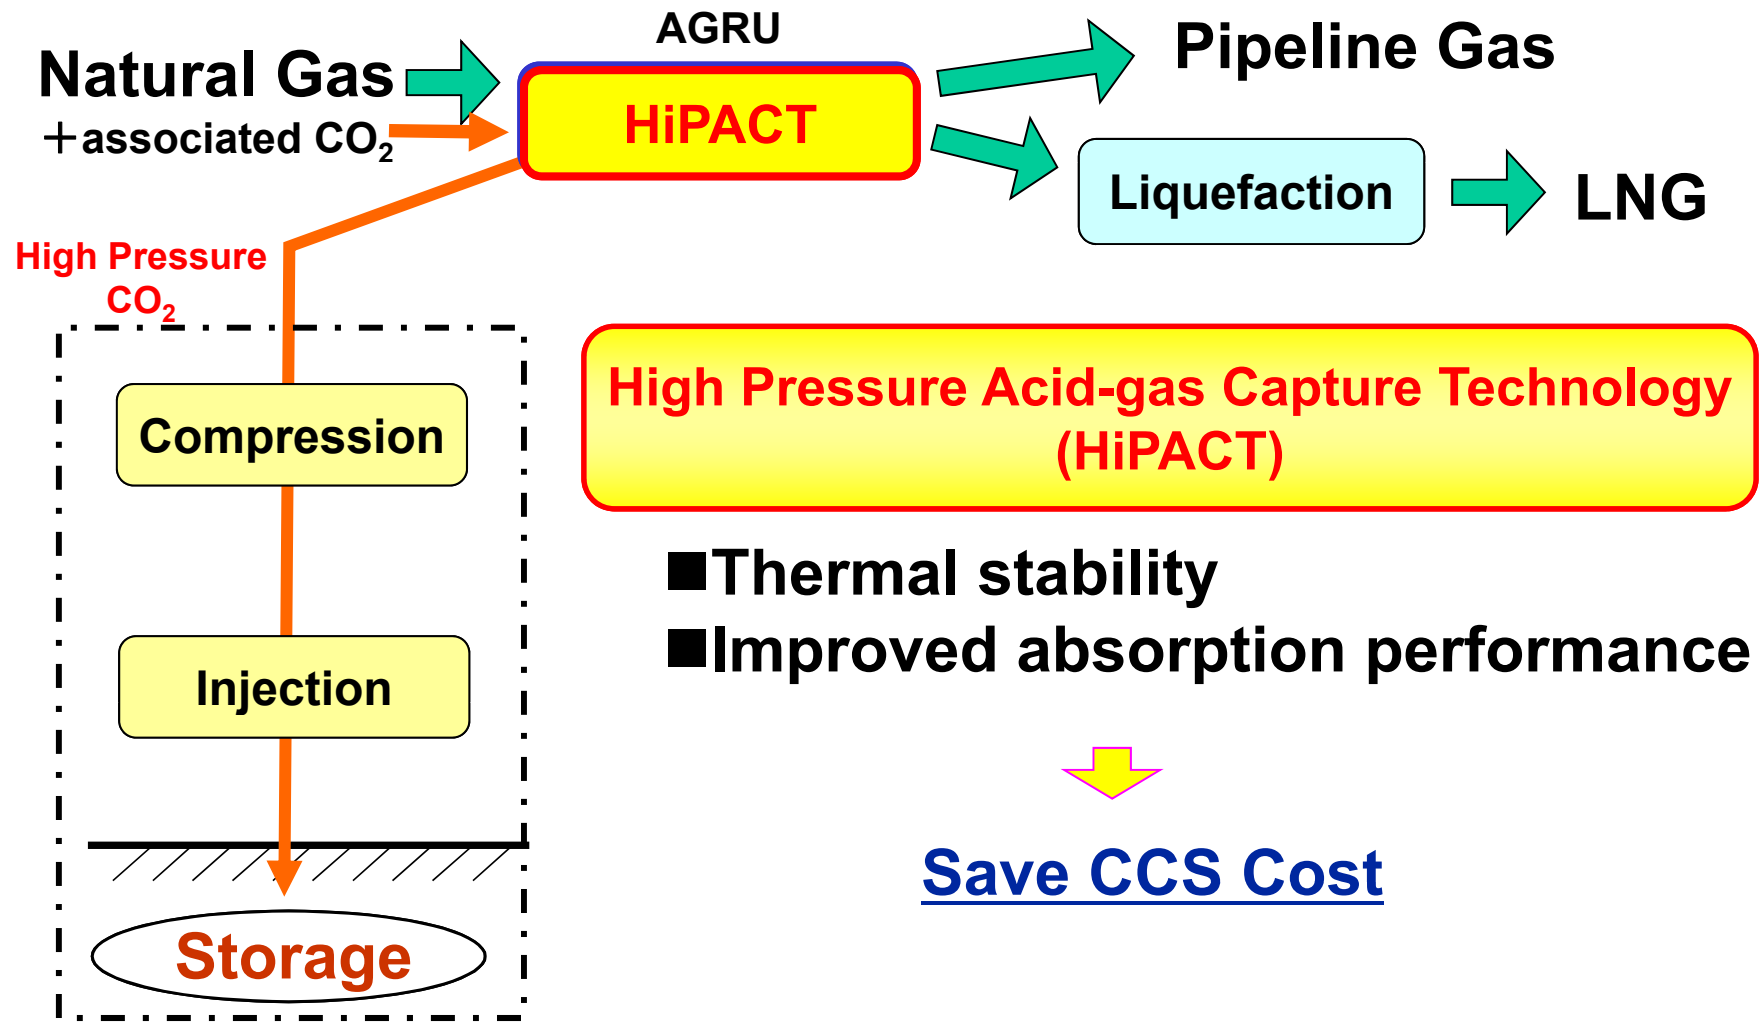 AGRU
Natural Gas
＋associated CO₂
HiPACT
Pipeline Gas
Liquefaction
LNG
High Pressure
CO₂
Compression
Injection
Storage
High Pressure Acid-gas Capture Technology
(HiPACT)
■Thermal stability
■Improved absorption performance
Save CCS Cost